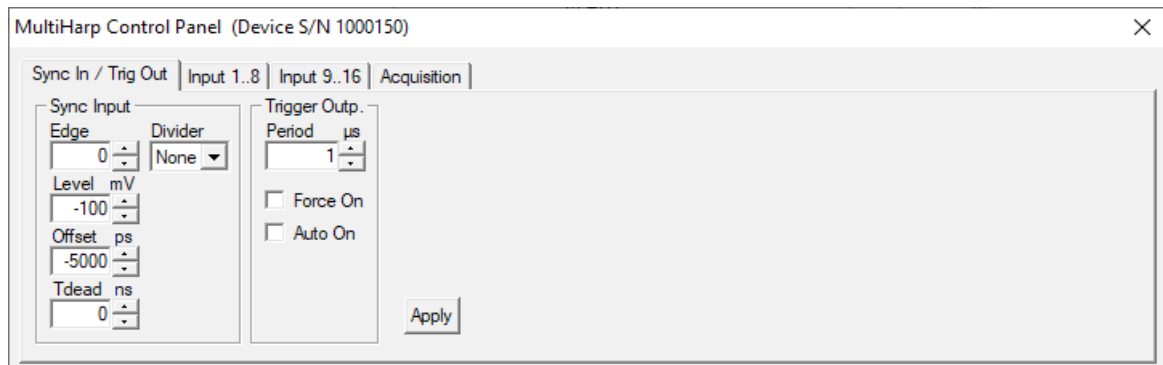 MultiHarp Control Panel (Device S/N 1000150)
Sync In / Trig Out Input 1..8 Input 9..16 Acquisition
Sync Input Trigger Outp.
Edge Divider Period µs
0 None 1
Level mV
-100 Force On
Offset ps Auto On
-5000
Tdead ns
0 Apply